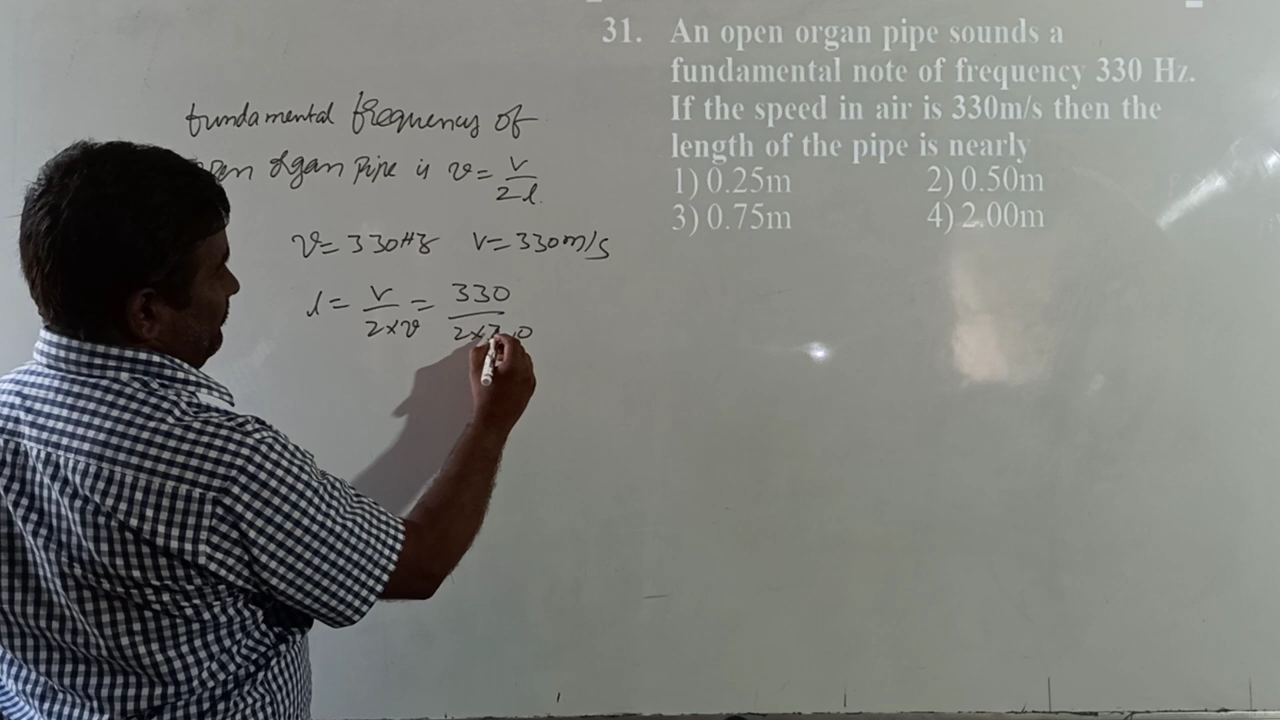 fundamental frequency of
organ pipe is ν = v/2l.
ν = 330Hz v = 330m/s
l = v/2×ν = 330/2×330
31. An open organ pipe sounds a
fundamental note of frequency 330 Hz.
If the speed in air is 330m/s then the
length of the pipe is nearly
1) 0.25m 2) 0.50m
3) 0.75m 4) 2.00m